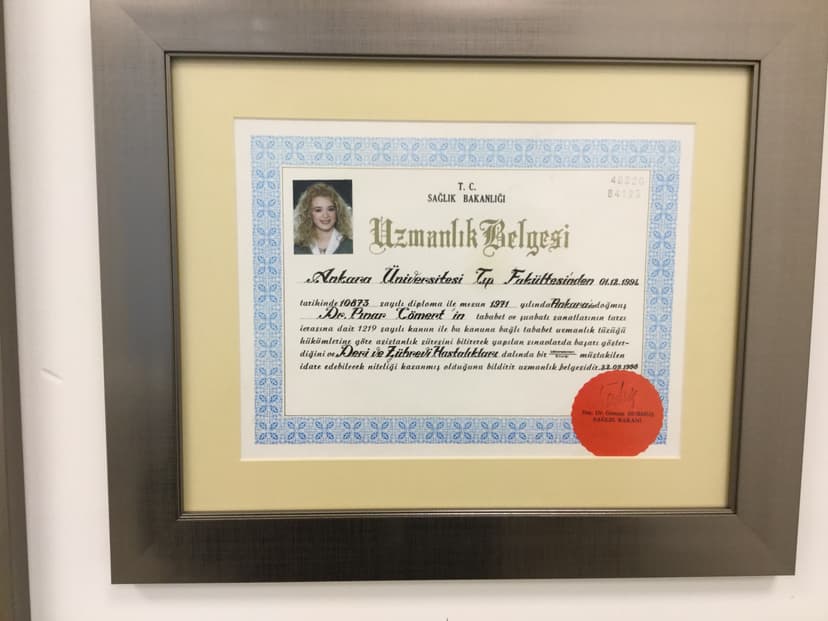 T. C.
SAĞLIK BAKANLIĞI
Uzmanlık Belgesi
Ankara Üniversitesi Tıp Fakültesinden 01.12.1994
tarihinde 10873 sayılı diploma ile mezun 1971 yılında Ankara'da doğmuş
Dr. Pınar Cömert 'in tababet ve şuabatı sanatlarının tarzı
icrasına dair 1219 sayılı kanun ile bu kanuna bağlı tababet uzmanlık tüzüğü
hükümlerine göre asistanlık süresini bitirerek yapılan sınavlarda başarı göster-
diğini ve Deri ve Zührevi Hastalıkları dalında bir müstakilen
idare edebilerek niteliği kazanmış olduğuna bildirir uzmanlık belgesidir.
SAĞLIK BAKANI